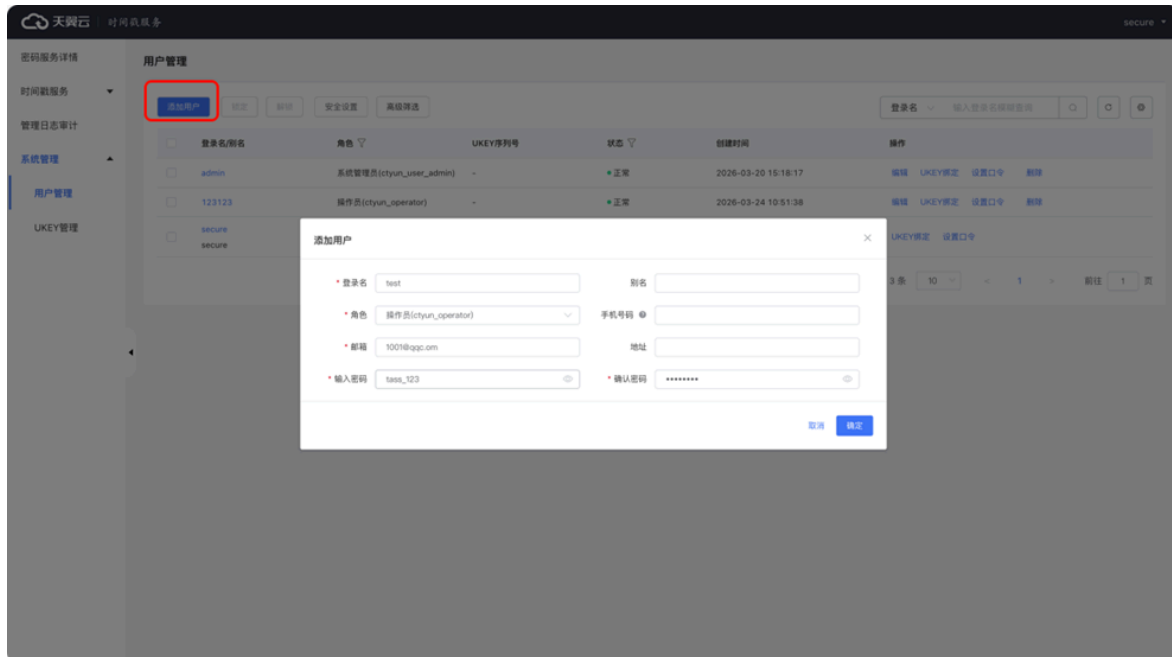 天翼云 时间戳服务 secure
密码服务详情
时间戳服务
管理日志审计
系统管理
用户管理
UKEY管理
用户管理
添加用户 锁定 解锁 安全设置 高级筛选 登录名 输入登录名模糊查询
登录名/别名 角色 UKEY序列号 状态 创建时间 操作
admin 系统管理员(ctyun_user_admin) - 正常 2026-03-20 15:18:17 编辑 UKEY绑定 设置口令 删除
123123 操作员(ctyun_operator) - 正常 2026-03-24 10:51:38 编辑 UKEY绑定 设置口令 删除
secure UKEY绑定 设置口令
secure
3 条 10 < 1 > 前往 1 页
添加用户
* 登录名 test 别名
* 角色 操作员(ctyun_operator) 手机号码
* 邮箱 1001@qqc.om 地址
* 输入密码 tass_123 * 确认密码 ••••••••
取消 确定